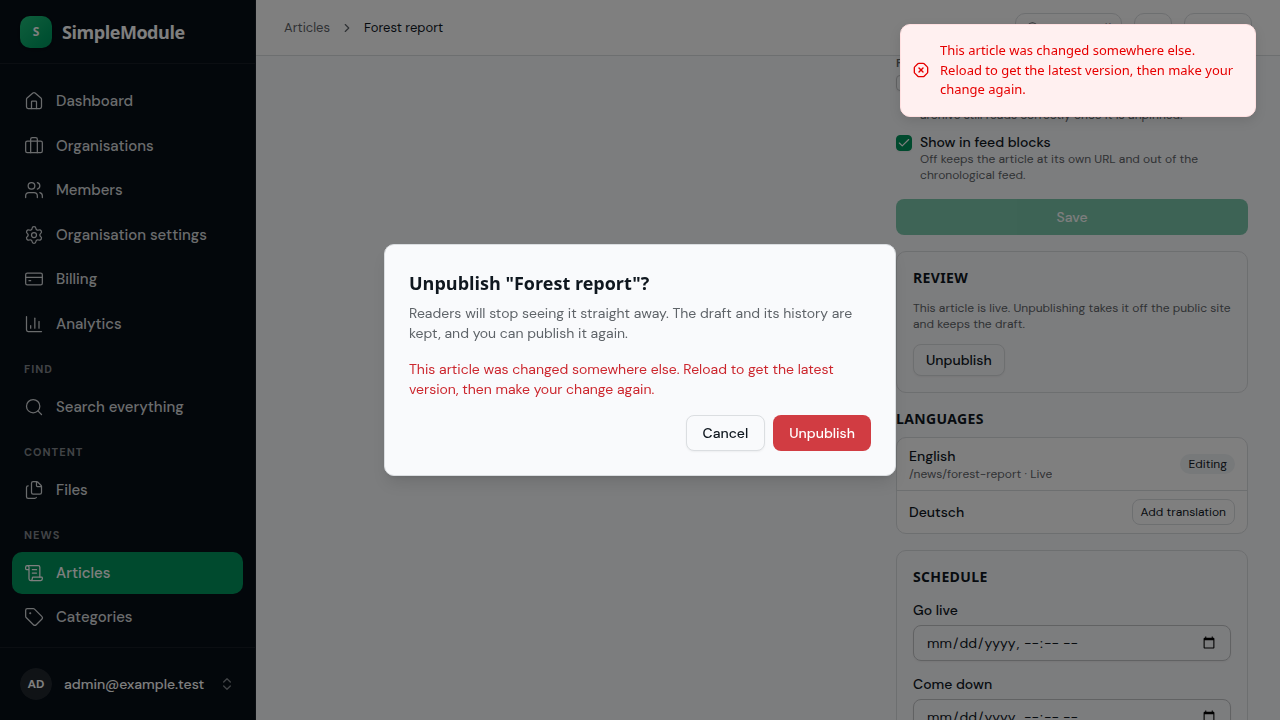 S
SimpleModule
Dashboard
Organisations
Members
Organisation settings
Billing
Analytics
FIND
Search everything
CONTENT
Files
NEWS
Articles
Categories
AD
admin@example.test
Articles
Forest report
This article was changed somewhere else.
Reload to get the latest version, then make your
change again.
Show in feed blocks
Off keeps the article at its own URL and out of the
chronological feed.
Save
Unpublish "Forest report"?
Readers will stop seeing it straight away. The draft and its history are
kept, and you can publish it again.
This article was changed somewhere else. Reload to get the latest
version, then make your change again.
Cancel
Unpublish
REVIEW
This article is live. Unpublishing takes it off the public site
and keeps the draft.
Unpublish
LANGUAGES
English
/news/forest-report · Live
Editing
Deutsch
Add translation
SCHEDULE
Go live
mm/dd/yyyy, --:-- --
Come down
mm/dd/yyyy, --:-- --